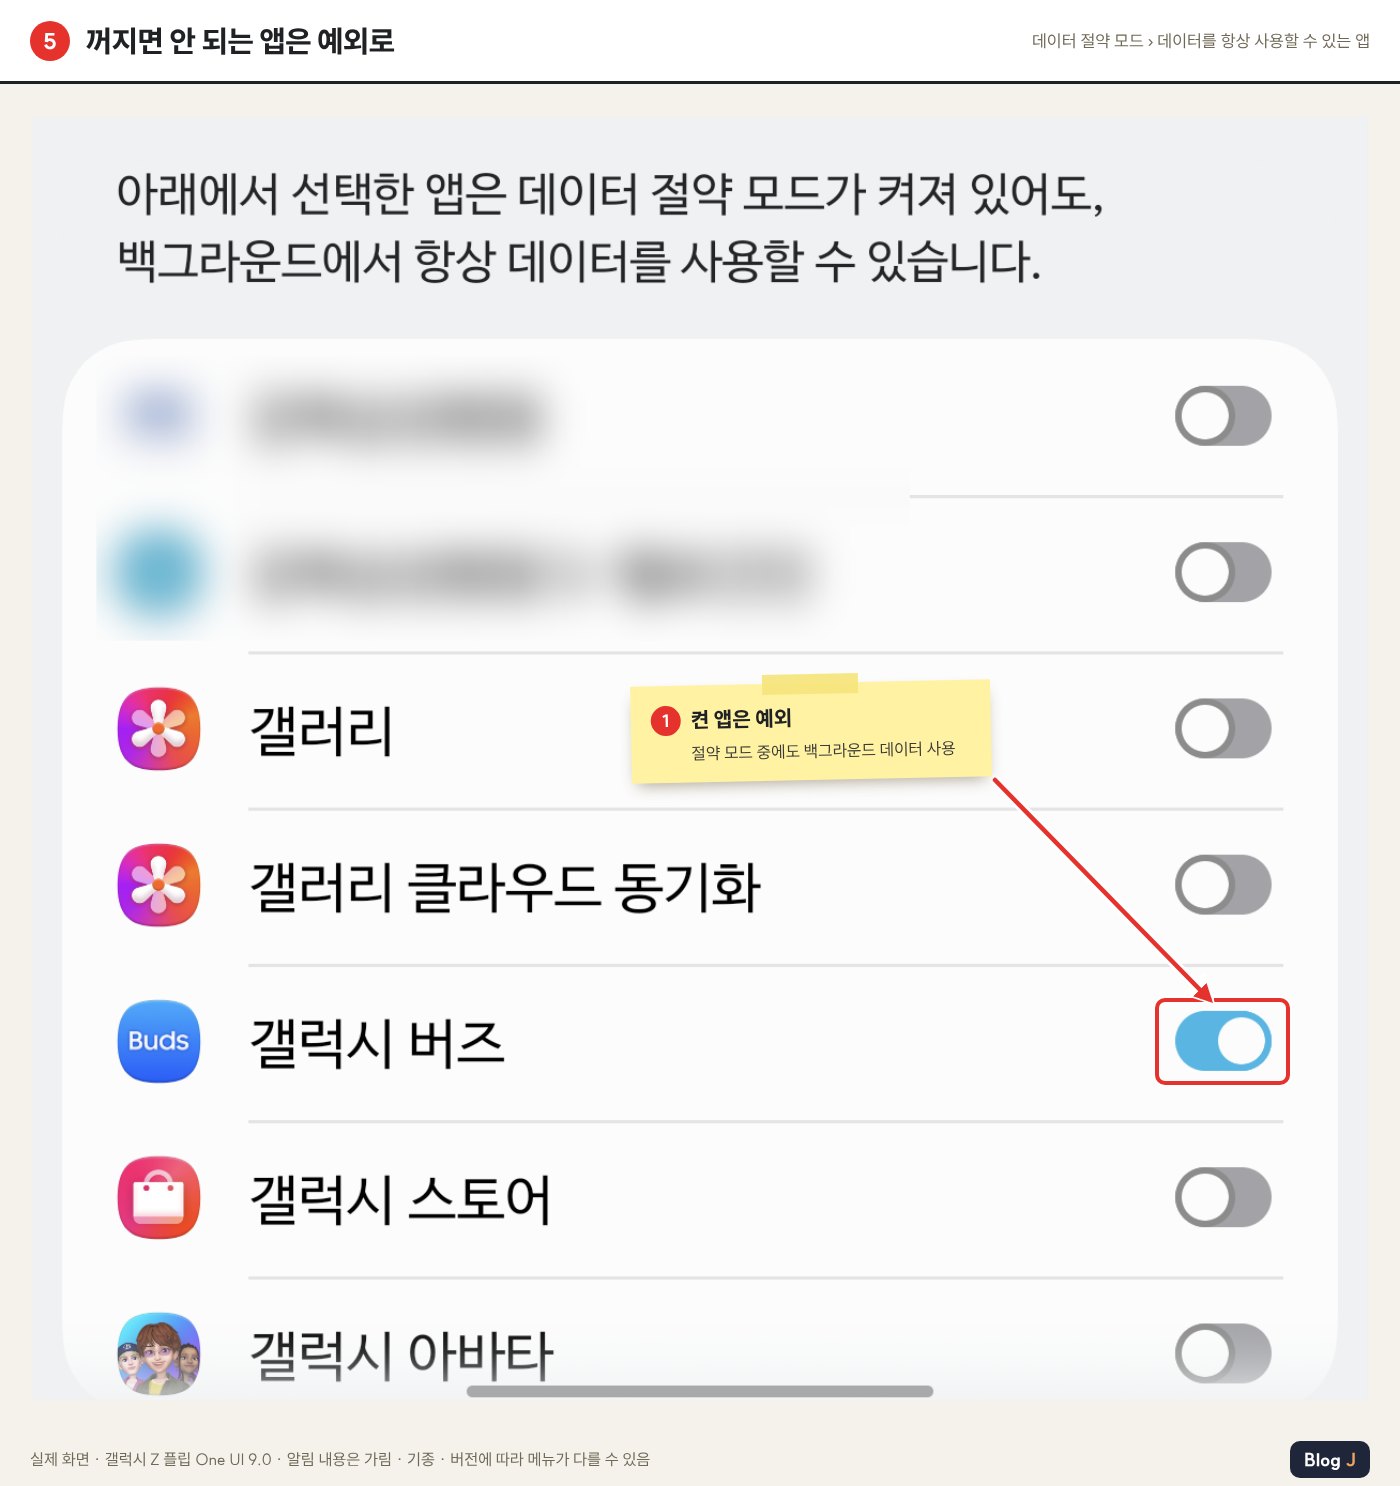 5 꺼지면 안 되는 앱은 예외로
데이터 절약 모드 › 데이터를 항상 사용할 수 있는 앱
아래에서 선택한 앱은 데이터 절약 모드가 켜져 있어도,
백그라운드에서 항상 데이터를 사용할 수 있습니다.
갤러리
1 켠 앱은 예외
절약 모드 중에도 백그라운드 데이터 사용
갤러리 클라우드 동기화
Buds 갤럭시 버즈
갤럭시 스토어
갤럭시 아바타
실제 화면 · 갤럭시 Z 플립 One UI 9.0 · 알림 내용은 가림 · 기종 · 버전에 따라 메뉴가 다를 수 있음
Blog J